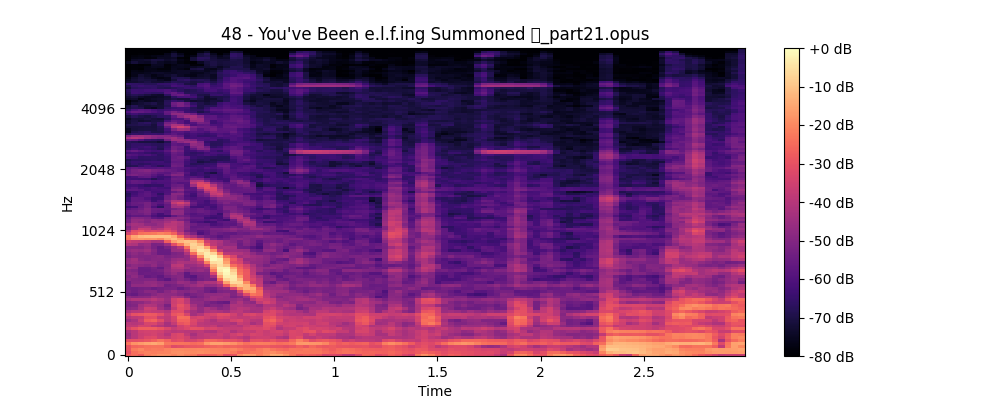 48 - You've Been e.l.f.ing Summoned ▯_part21.opus
+0 dB
-10 dB
-20 dB
-30 dB
-40 dB
-50 dB
-60 dB
-70 dB
-80 dB
4096
2048
1024
512
0
Hz
0
0.5
1
1.5
2
2.5
Time